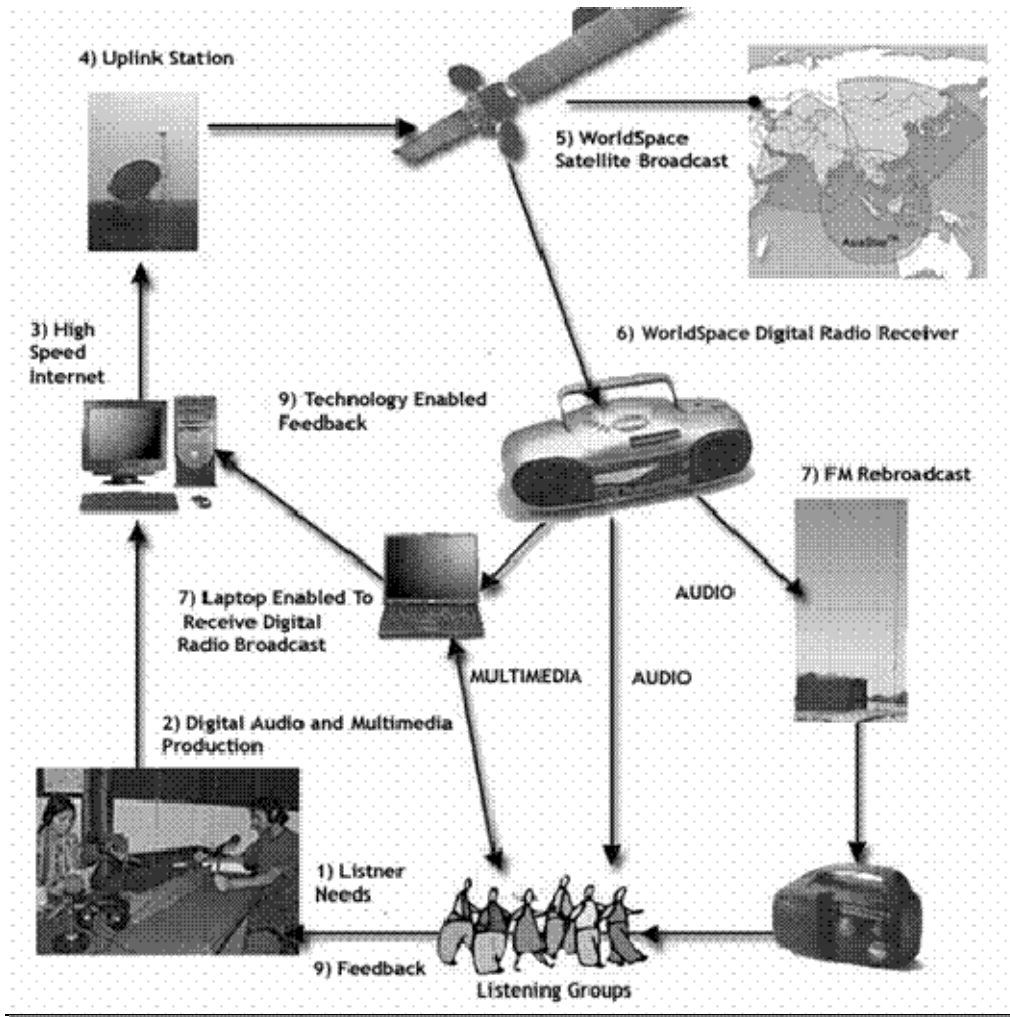 4) Uplink Station
5) WorldSpace
Satellite Broadcast
AsiaStar™
3) High
Speed
Internet
6) WorldSpace Digital Radio Receiver
9) Technology Enabled
Feedback
7) FM Rebroadcast
7) Laptop Enabled To
Receive Digital
Radio Broadcast
AUDIO
MULTIMEDIA
AUDIO
2) Digital Audio and Multimedia
Production
1) Listner
Needs
9) Feedback
Listening Groups